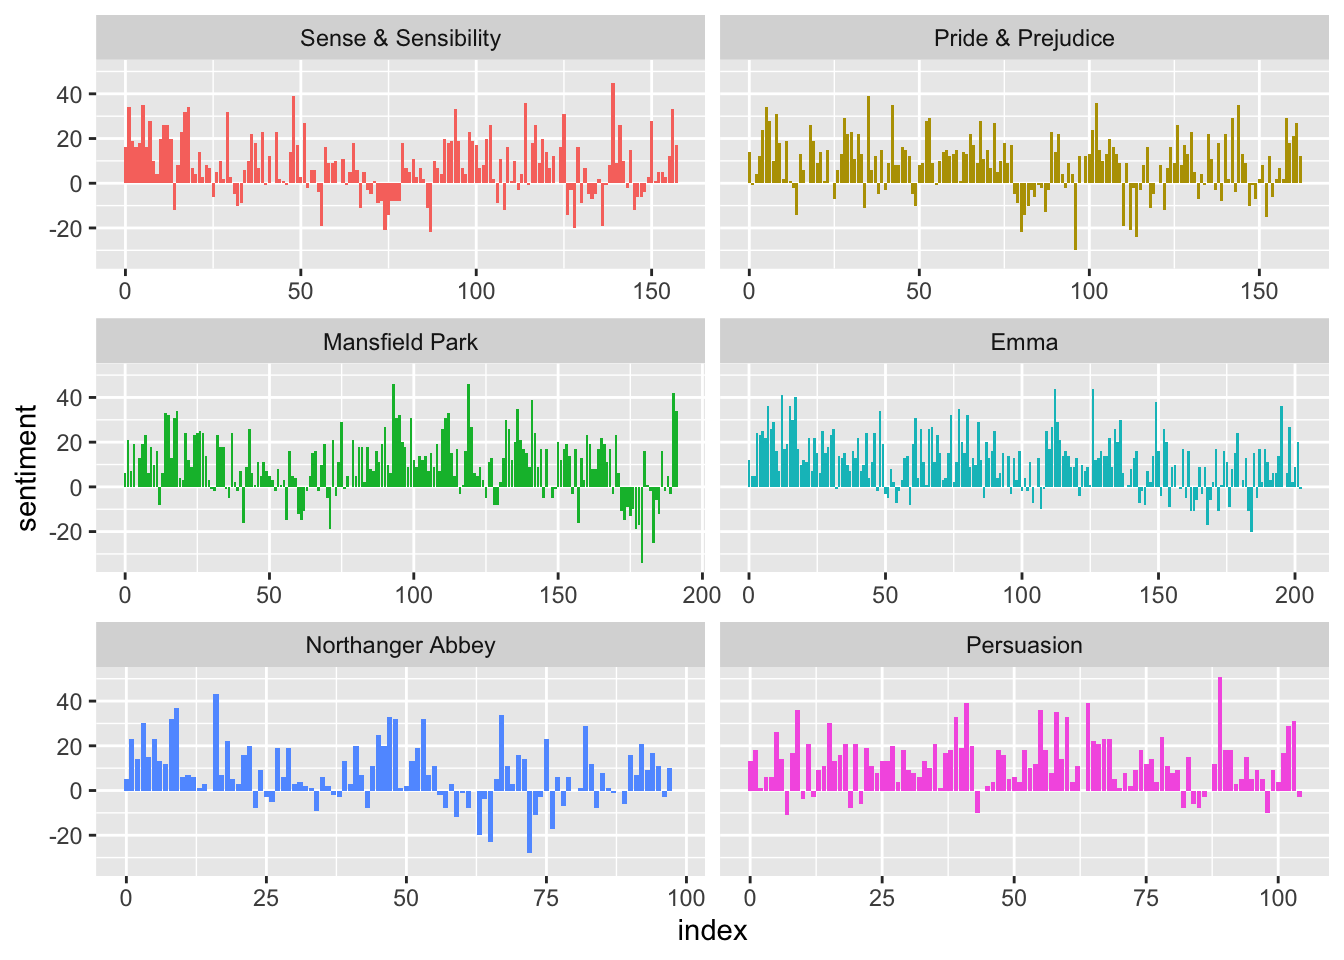 Sense & Sensibility
Pride & Prejudice
40
20
0
-20
0 50 100 150
0 50 100 150
Mansfield Park
Emma
40
20
0
-20
0 50 100 150 200
0 50 100 150 200
Northanger Abbey
Persuasion
40
20
0
-20
0 25 50 75 100
0 25 50 75 100
sentiment
index